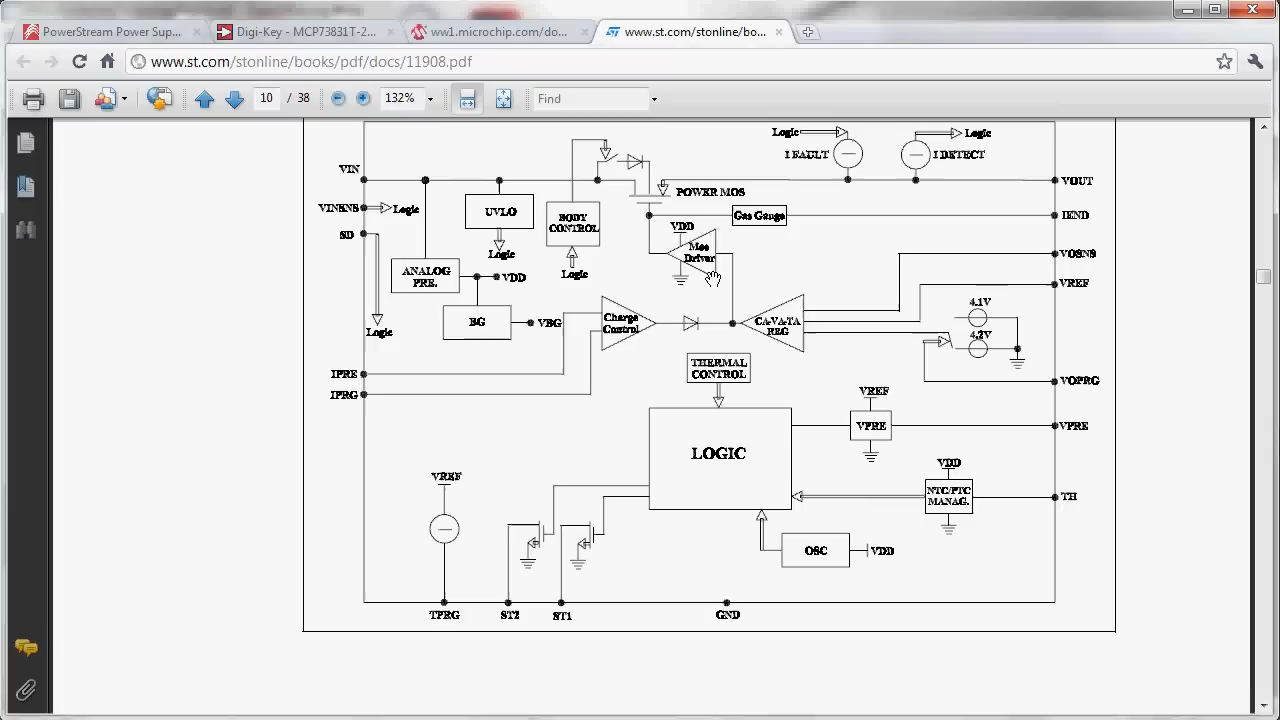 PowerStream Power Sup...
Digi-Key - MCP73831T-2...
ww1.microchip.com/do...
www.st.com/stonline/bo...
www.st.com/stonline/books/pdf/docs/11908.pdf
10 / 38
132%
Find
Logic
Logic
I FAULT
I DETECT
VIN
VOUT
POWER MOS
VINSNS
Logic
UVLO
BODY
CONTROL
Gas Gauge
IEND
SD
VDD
Mos
Driver
Logic
VOSNS
ANALOG
PRE.
VDD
Logic
VREF
4.1V
BG
VBG
Charge
Control
CA-VA-TA
REG
4.2V
Logic
THERMAL
CONTROL
IPRE
VOPRG
IPRG
VREF
LOGIC
VPRE
VPRE
VREF
VDD
NTC/PTC
MANAG.
TH
OSC
VDD
TPRG
ST2
ST1
GND